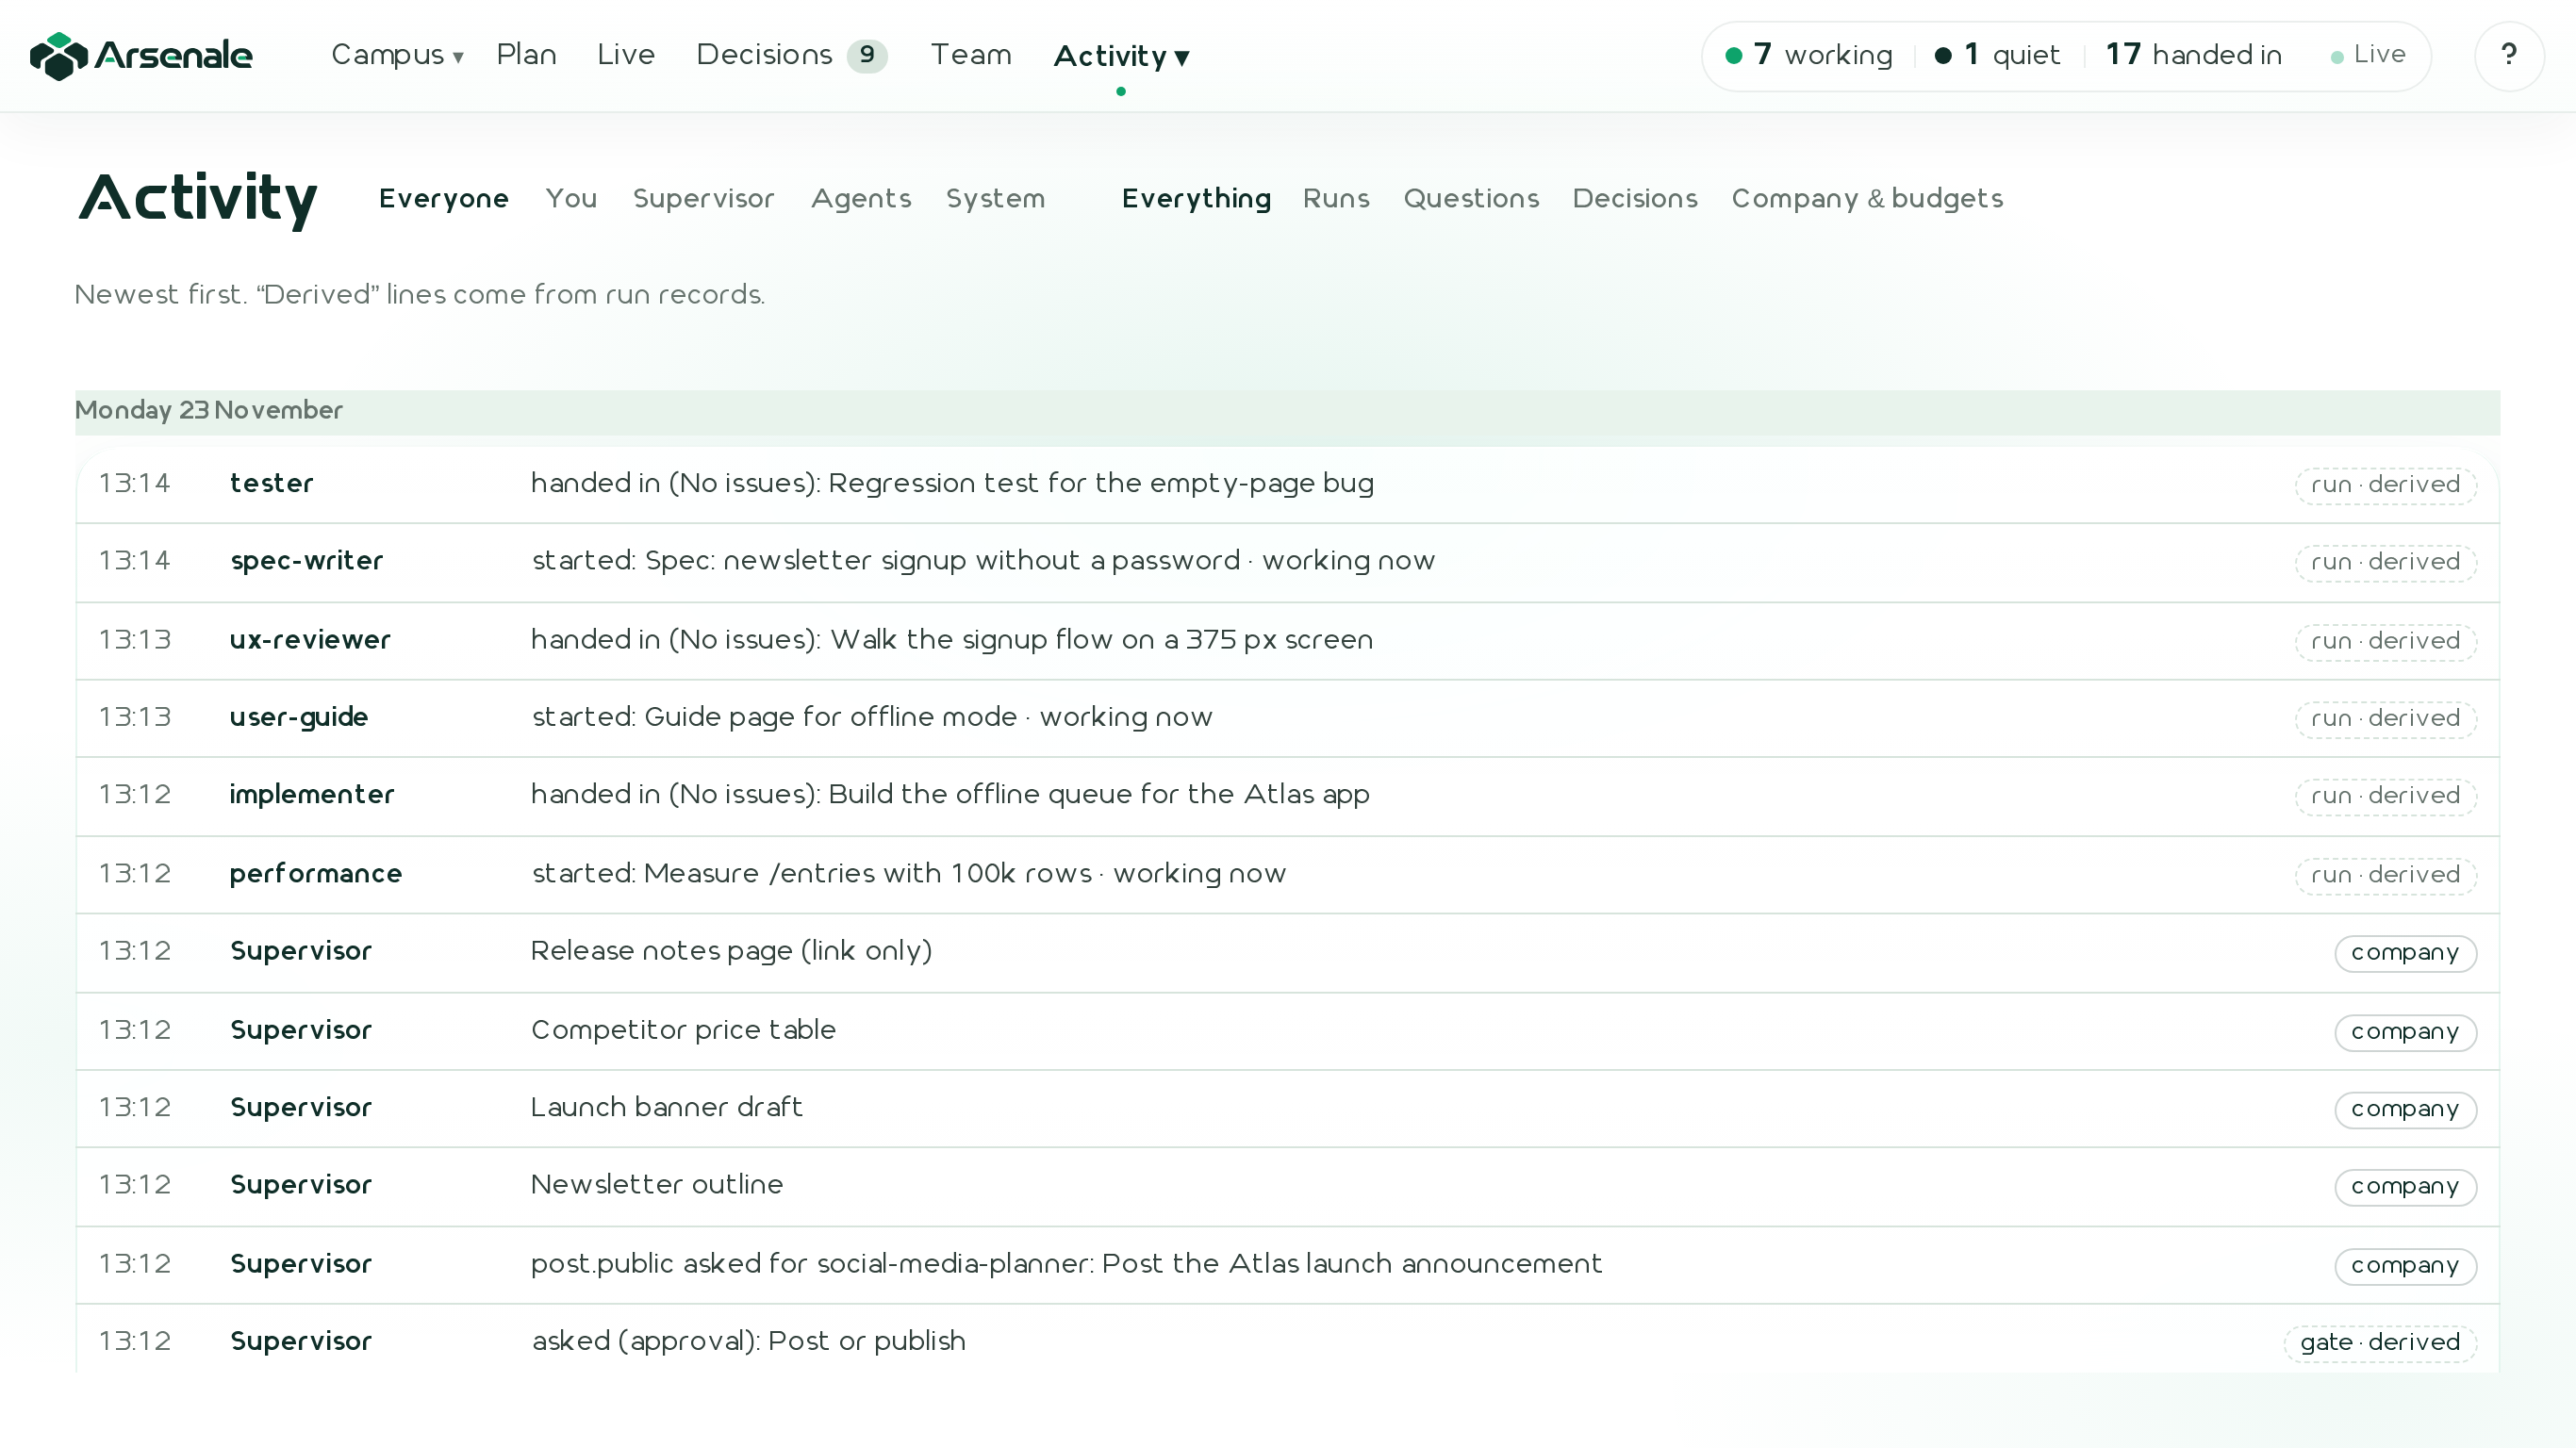 Arsenale
Campus ▾ Plan Live Decisions 9 Team Activity ▾ 7 working 1 quiet 17 handed in Live ?
Activity Everyone You Supervisor Agents System Everything Runs Questions Decisions Company & budgets
Newest first. “Derived” lines come from run records.
Monday 23 November
13:14 tester handed in (No issues): Regression test for the empty-page bug run · derived
13:14 spec-writer started: Spec: newsletter signup without a password · working now run · derived
13:13 ux-reviewer handed in (No issues): Walk the signup flow on a 375 px screen run · derived
13:13 user-guide started: Guide page for offline mode · working now run · derived
13:12 implementer handed in (No issues): Build the offline queue for the Atlas app run · derived
13:12 performance started: Measure /entries with 100k rows · working now run · derived
13:12 Supervisor Release notes page (link only) company
13:12 Supervisor Competitor price table company
13:12 Supervisor Launch banner draft company
13:12 Supervisor Newsletter outline company
13:12 Supervisor post.public asked for social-media-planner: Post the Atlas launch announcement company
13:12 Supervisor asked (approval): Post or publish gate · derived